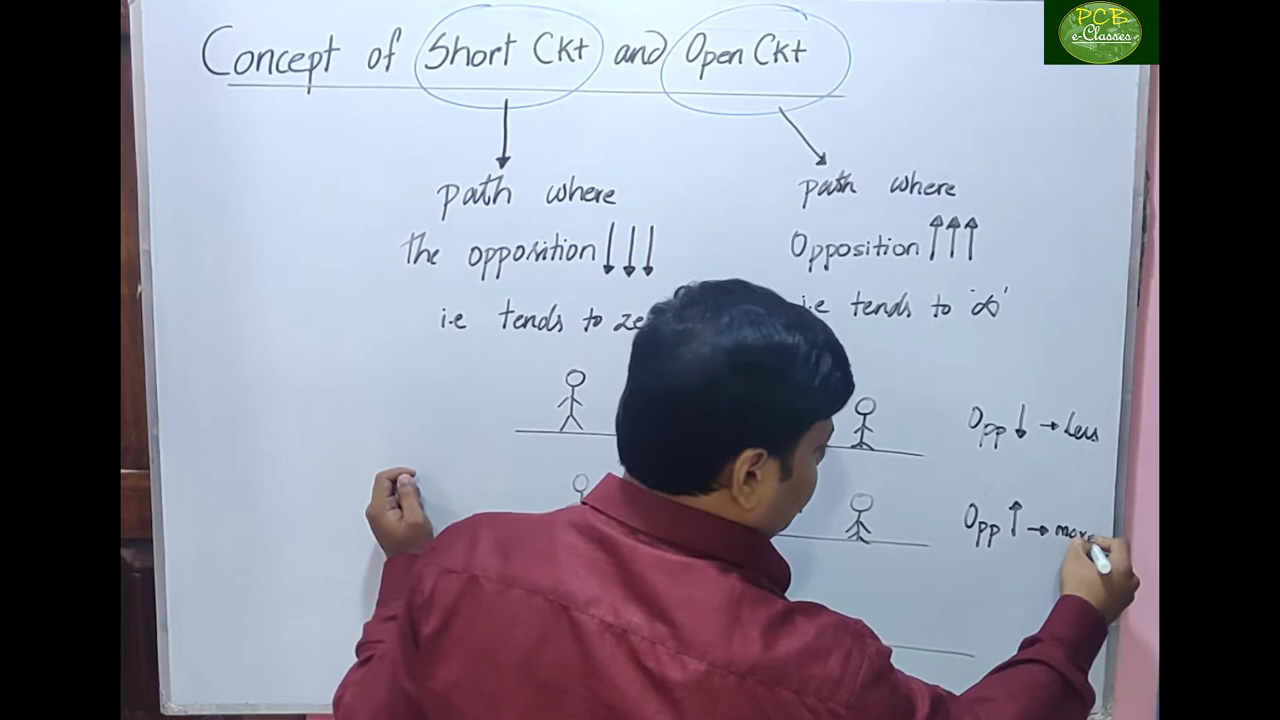 PCB
e-Classes
Concept of Short Ckt and Open Ckt
path where
the opposition ↓↓↓
i.e tends to ze
path where
Opposition ↑↑↑
i.e tends to '∞'
Opp ↓ → Less
Opp ↑ → more